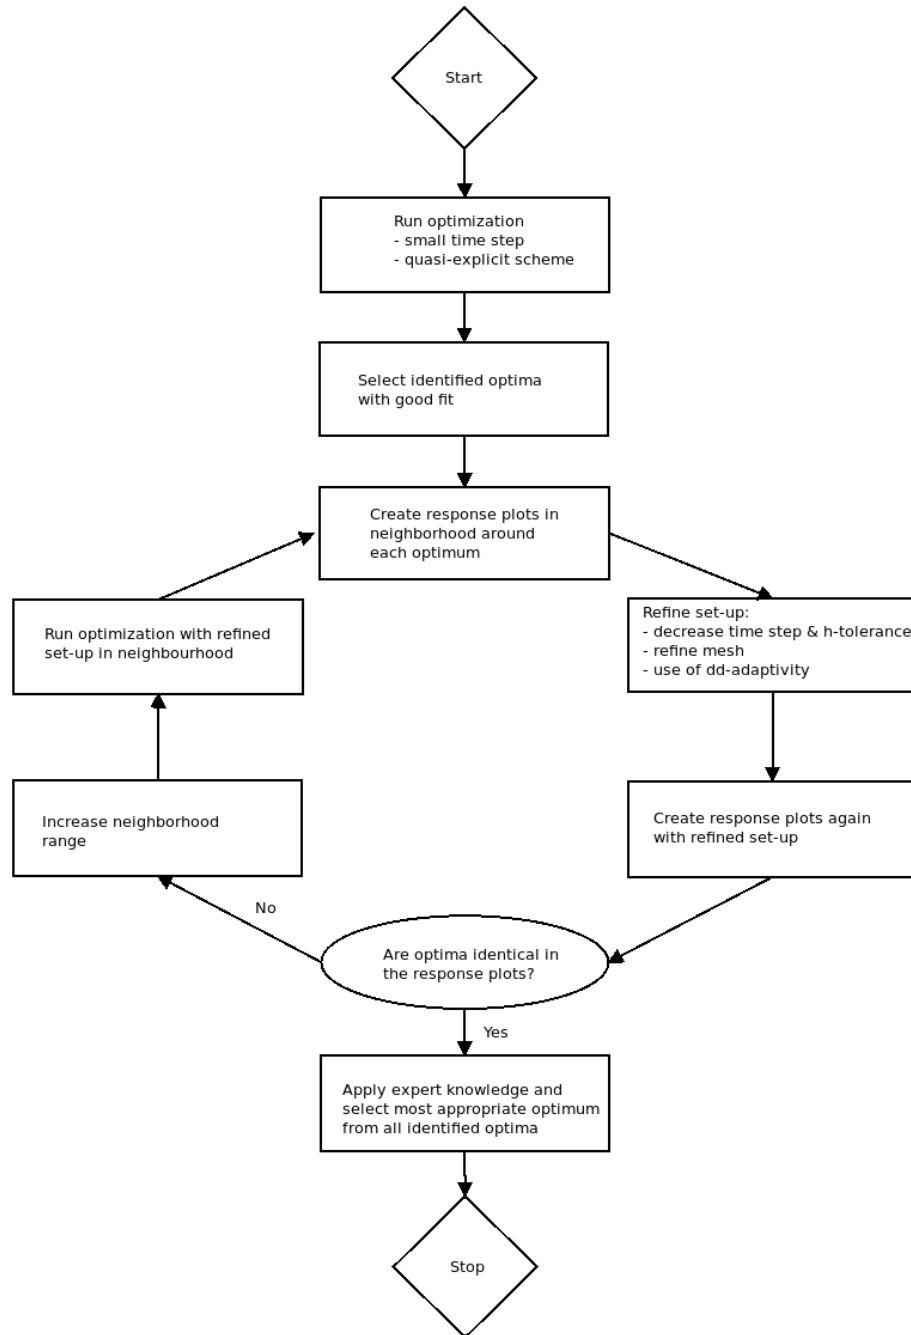 Start
Run optimization
- small time step
- quasi-explicit scheme
Select identified optima
with good fit
Create response plots in
neighborhood around
each optimum
Refine set-up:
- decrease time step & h-tolerance
- refine mesh
- use of dd-adaptivity
Create response plots again
with refined set-up
Are optima identical in
the response plots?
No
Increase neighborhood
range
Run optimization with refined
set-up in neighbourhood
Yes
Apply expert knowledge and
select most appropriate optimum
from all identified optima
Stop